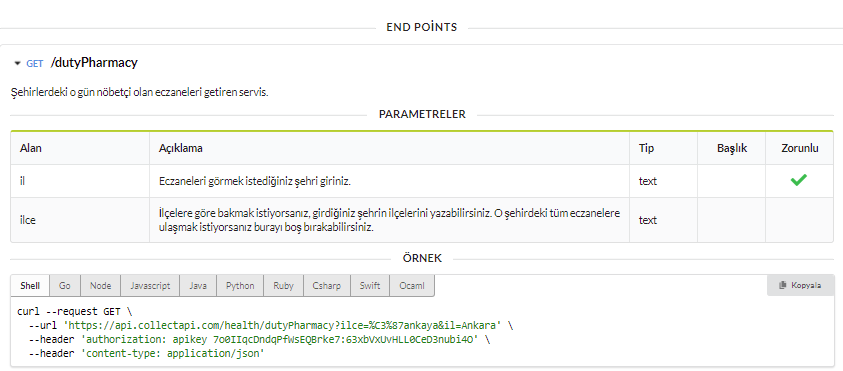 END POİNTS
GET /dutyPharmacy
Şehirlerdeki o gün nöbetçi olan eczaneleri getiren servis.
PARAMETRELER
Alan Açıklama Tip Başlık Zorunlu
il Eczaneleri görmek istediğiniz şehri giriniz. text
ilce İlçelere göre bakmak istiyorsanız, girdiğiniz şehrin ilçelerini yazabilirsiniz. O şehirdeki tüm eczanelere text
ulaşmak istiyorsanız burayı boş bırakabilirsiniz.
ÖRNEK
Shell Go Node Javascript Java Python Ruby Csharp Swift Ocaml Kopyala
curl --request GET \
--url 'https://api.collectapi.com/health/dutyPharmacy?ilce=%C3%87ankaya&il=Ankara' \
--header 'authorization: apikey 7o0IIqcDndqPfWsEQBrke7:63xbVxUvHLL0CeD3nubi4O' \
--header 'content-type: application/json'